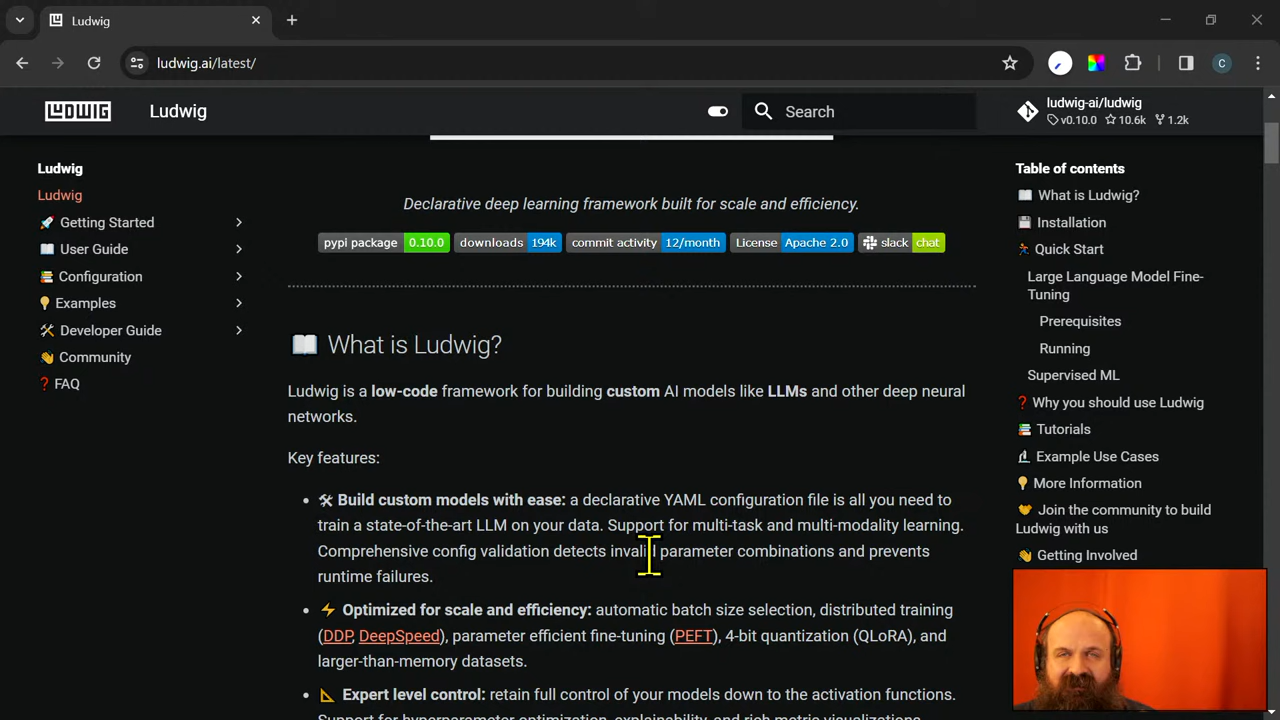 Ludwig
ludwig.ai/latest/
C
LUDWIG
Ludwig
Search
ludwig-ai/ludwig
v0.10.0 10.6k 1.2k
Ludwig
Ludwig
🚀 Getting Started
📖 User Guide
📚 Configuration
💡 Examples
🛠 Developer Guide
👋 Community
❓ FAQ
Declarative deep learning framework built for scale and efficiency.
pypi package 0.10.0 downloads 194k commit activity 12/month License Apache 2.0 slack chat
📖 What is Ludwig?
Ludwig is a low-code framework for building custom AI models like LLMs and other deep neural
networks.
Key features:
• 🛠 Build custom models with ease: a declarative YAML configuration file is all you need to
train a state-of-the-art LLM on your data. Support for multi-task and multi-modality learning.
Comprehensive config validation detects invalid parameter combinations and prevents
runtime failures.
• ⚡ Optimized for scale and efficiency: automatic batch size selection, distributed training
(DDP, DeepSpeed), parameter efficient fine-tuning (PEFT), 4-bit quantization (QLoRA), and
larger-than-memory datasets.
• 📐 Expert level control: retain full control of your models down to the activation functions.
Support for hyperparameter optimization, explainability, and rich metric visualizations.
Table of contents
📖 What is Ludwig?
💾 Installation
🏃 Quick Start
Large Language Model Fine-
Tuning
Prerequisites
Running
Supervised ML
❓ Why you should use Ludwig
📚 Tutorials
🔬 Example Use Cases
💡 More Information
🤝 Join the community to build
Ludwig with us
👋 Getting Involved